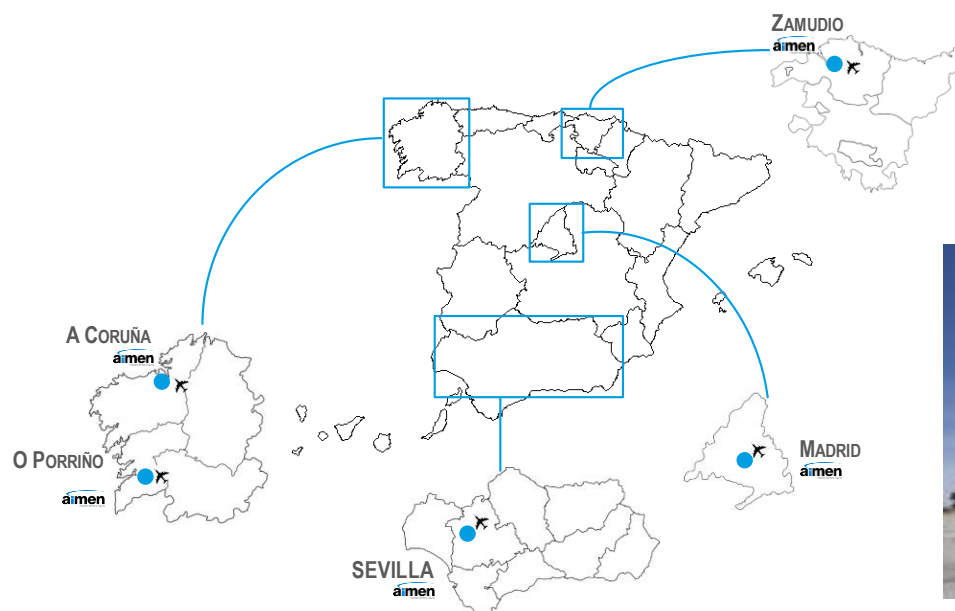 ZAMUDIO
aimen
A CORUÑA
aimen
O PORRIÑO
aimen
MADRID
aimen
SEVILLA
aimen